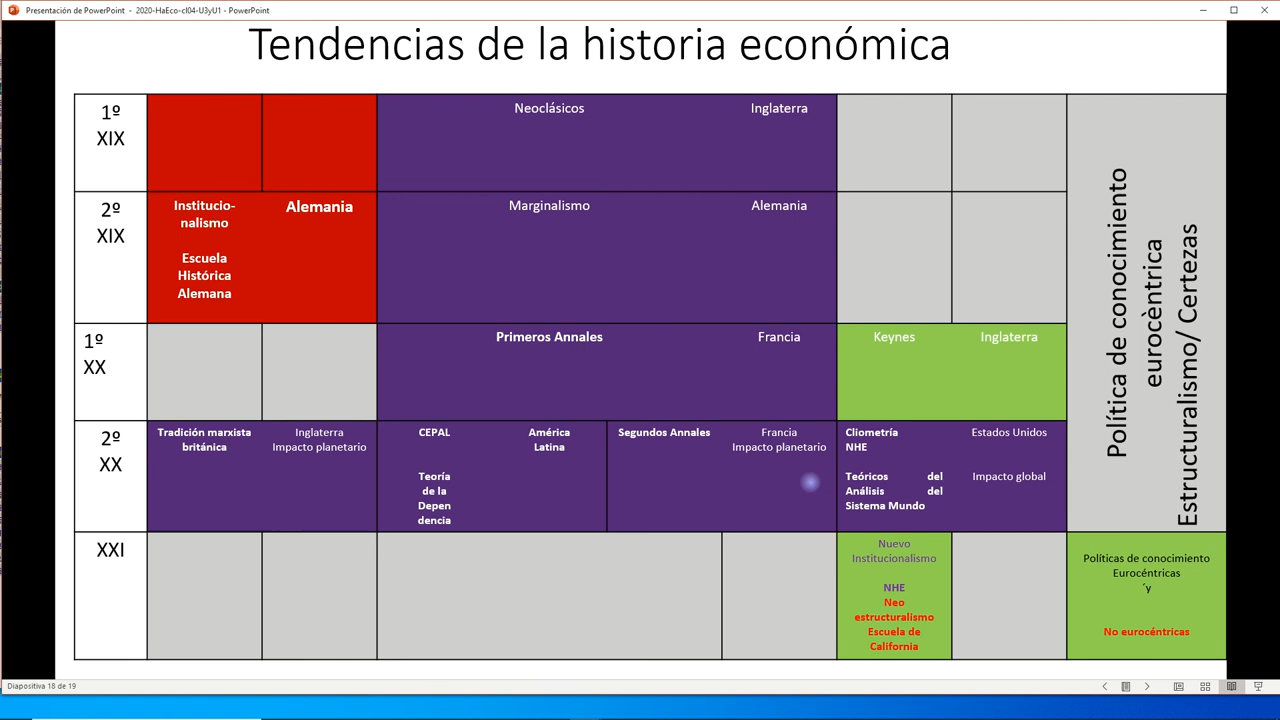 Presentación de PowerPoint - 2020-HaEco-cl04-U3yU1 - PowerPoint
Tendencias de la historia económica
1º
XIX
Neoclásicos
Inglaterra
2º
XIX
Institucio-
nalismo
Escuela
Histórica
Alemana
Alemania
Marginalismo
Alemania
1º
XX
Primeros Annales
Francia
Keynes
Inglaterra
2º
XX
Tradición marxista
británica
Inglaterra
Impacto planetario
CEPAL
Teoría
de la
Depen
dencia
América
Latina
Segundos Annales
Francia
Impacto planetario
Cliometría
NHE
Teóricos del
Análisis del
Sistema Mundo
Estados Unidos
Impacto global
Política de conocimiento
eurocèntrica
Estructuralismo/ Certezas
XXI
Nuevo
Institucionalismo
NHE
Neo
estructuralismo
Escuela de
California
Políticas de conocimiento
Eurocéntricas
´y
No eurocéntricas
Diapositiva 18 de 19